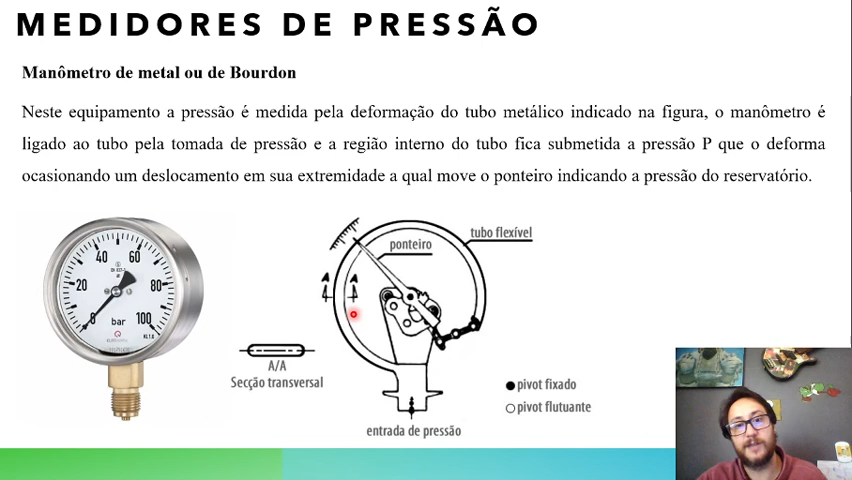 MEDIDORES DE PRESSÃO
Manômetro de metal ou de Bourdon
Neste equipamento a pressão é medida pela deformação do tubo metálico indicado na figura, o manômetro é
ligado ao tubo pela tomada de pressão e a região interno do tubo fica submetida a pressão P que o deforma
ocasionando um deslocamento em sua extremidade a qual move o ponteiro indicando a pressão do reservatório.
0
20
40
60
80
100
bar
ponteiro
tubo flexível
A
A
A/A
Secção transversal
pivot fixado
pivot flutuante
entrada de pressão